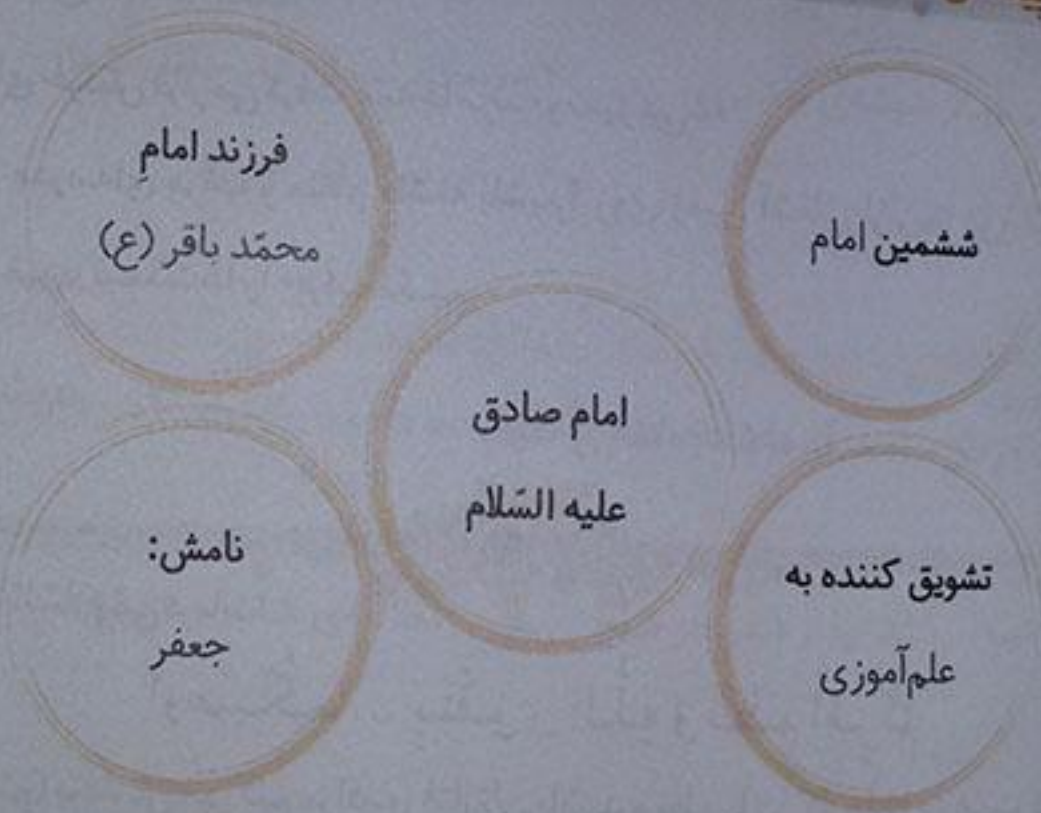 ششمین امام
فرزند امامِ
محمّد باقر (ع)
امام صادق
علیه السّلام
تشویق کننده به
علم‌آموزی
نامش:
جعفر